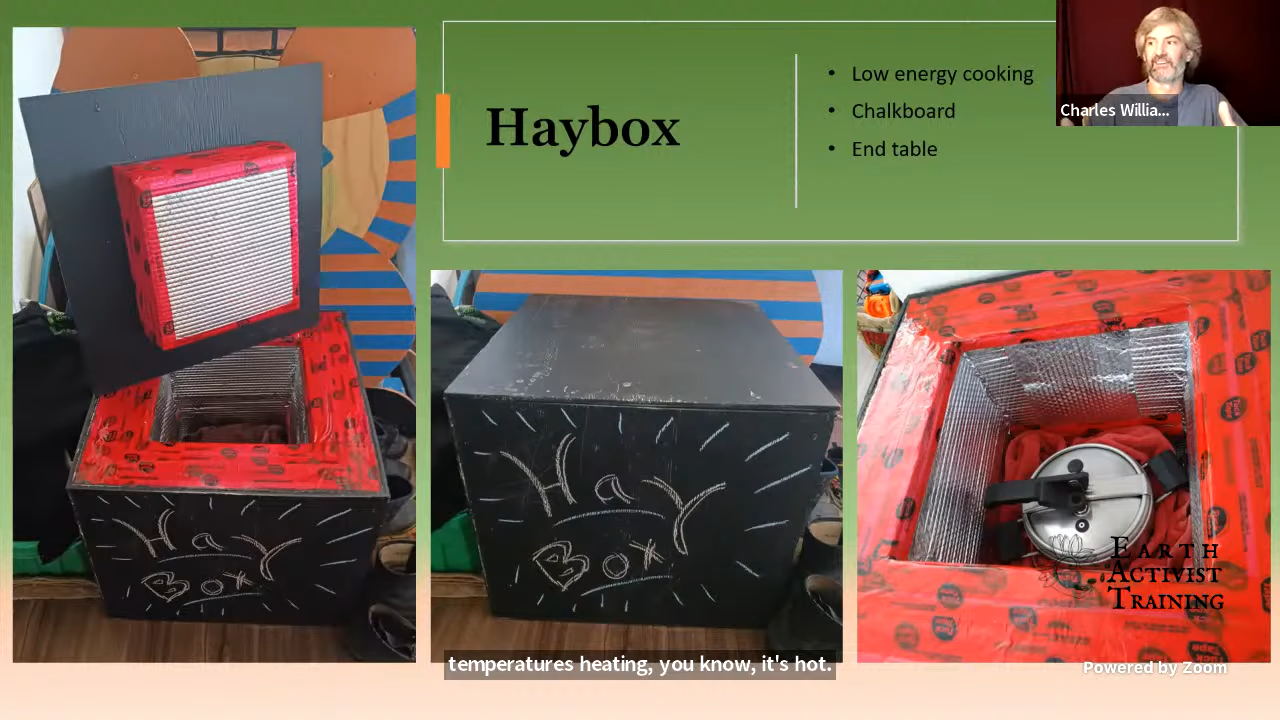 Haybox
• Low energy cooking
• Chalkboard
• End table
Charles Willia...
Hay
Box
Hay
Box
EARTH
ACTIVIST
TRAINING
temperatures heating, you know, it's hot.
Powered by Zoom